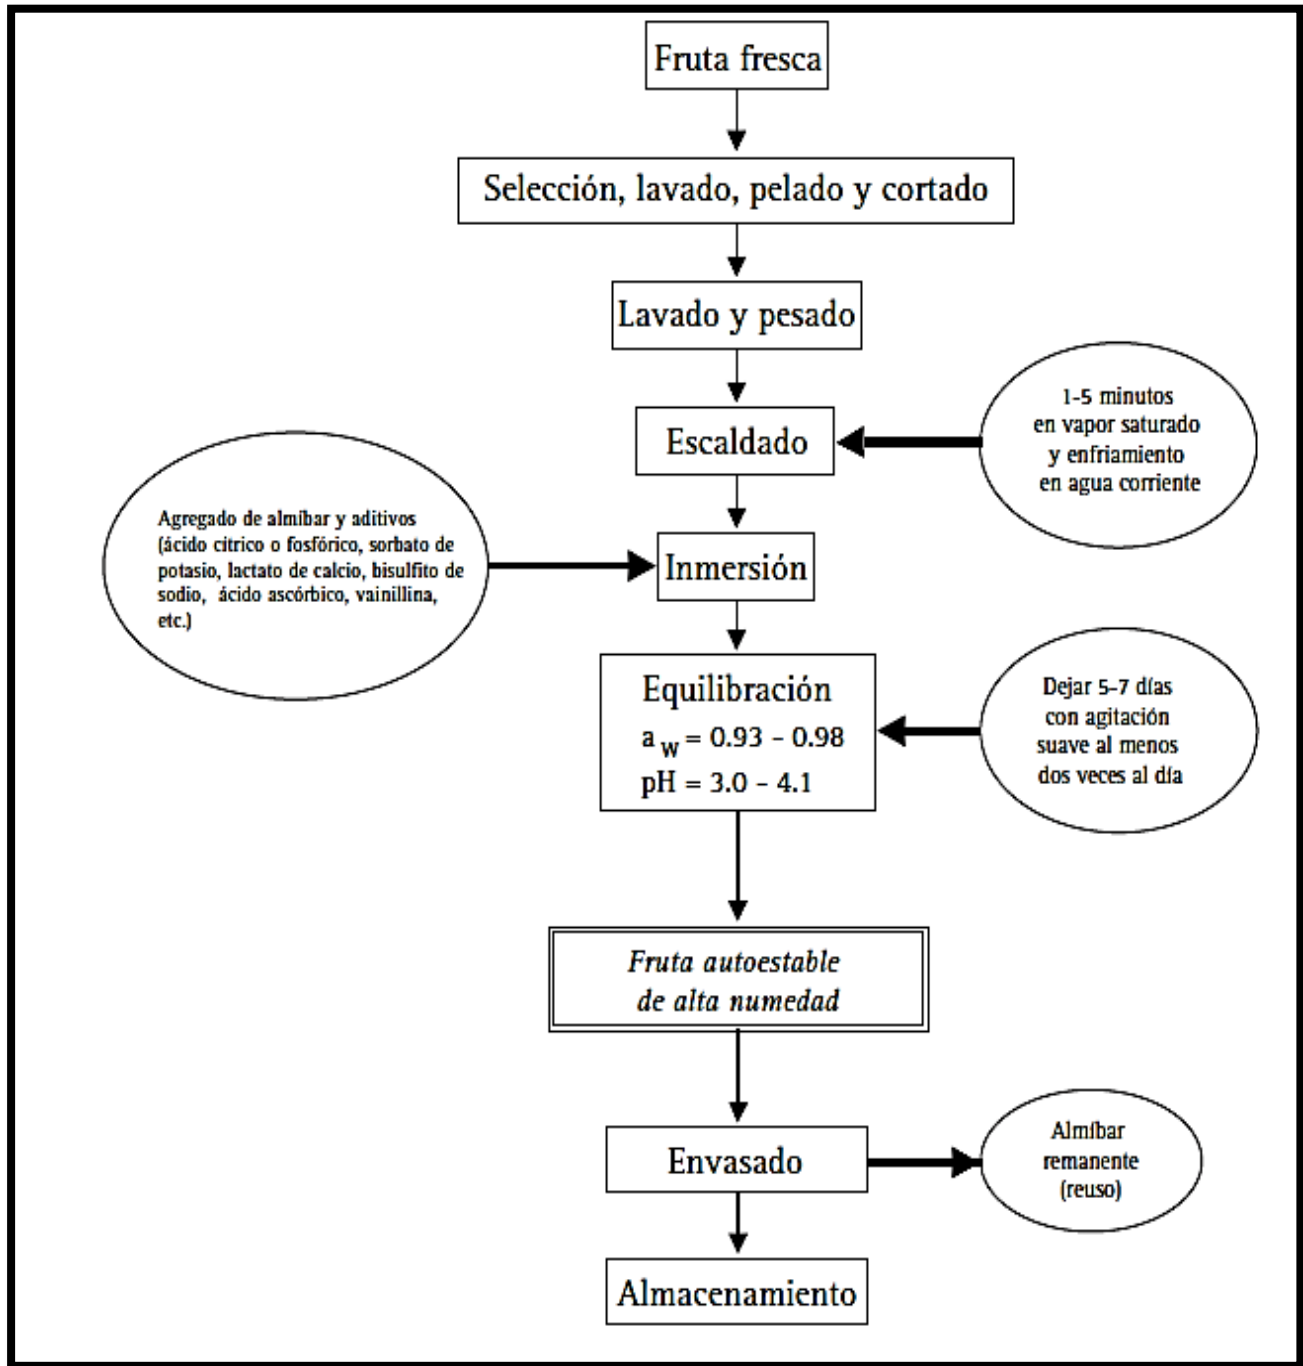 Fruta fresca
Selección, lavado, pelado y cortado
Lavado y pesado
1-5 minutos
en vapor saturado
y enfriamiento
en agua corriente
Escaldado
Agregado de almíbar y aditivos
(ácido cítrico o fosfórico, sorbato de
potasio, lactato de calcio, bisulfito de
sodio, ácido ascórbico, vainillina,
etc.)
Inmersión
Equilibración
a w = 0.93 - 0.98
pH = 3.0 - 4.1
Dejar 5-7 días
con agitación
suave al menos
dos veces al día
Fruta autoestable
de alta numedad
Envasado
Almíbar
remanente
(reuso)
Almacenamiento